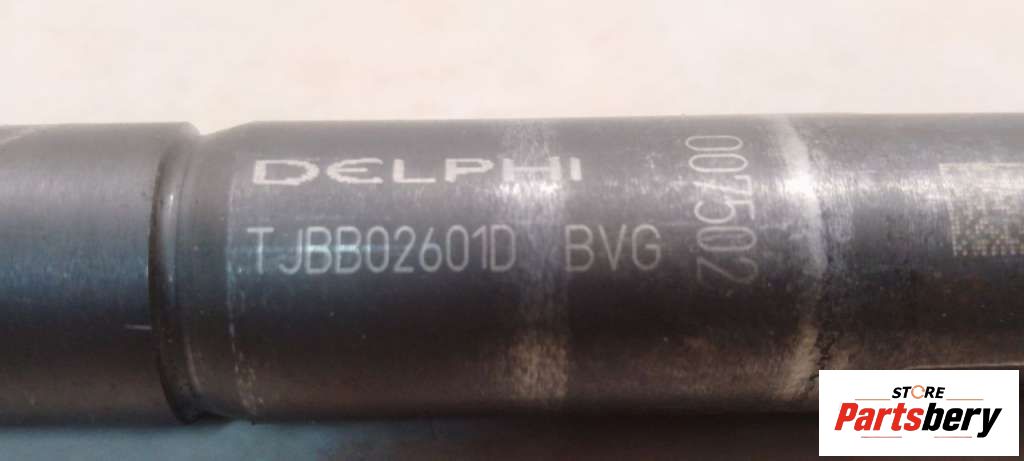 DELPHI
TJBB02601D BVG
007502
STORE
Partsbery